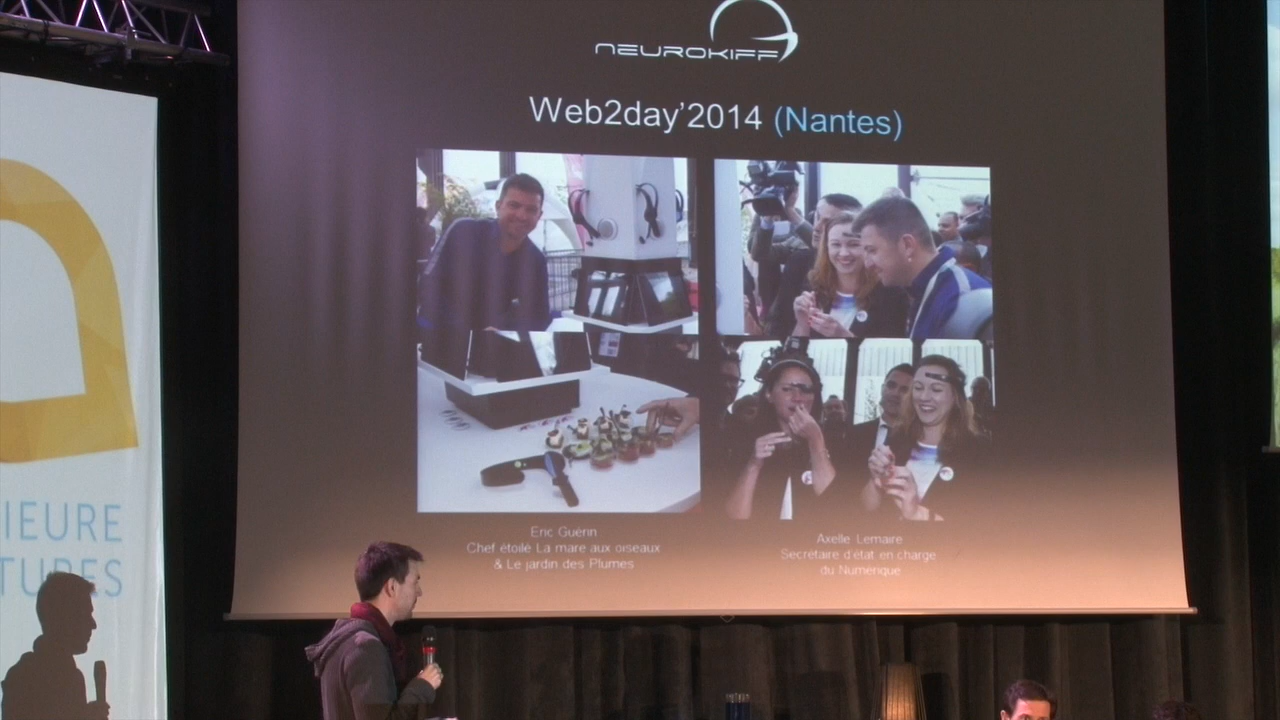 NEUROKIFF
Web2day'2014 (Nantes)
Eric Guérin
Chef étoilé La mare aux oiseaux
& Le jardin des Plumes
Axelle Lemaire
Secrétaire d'état en charge
du Numérique
IEURE
TURES